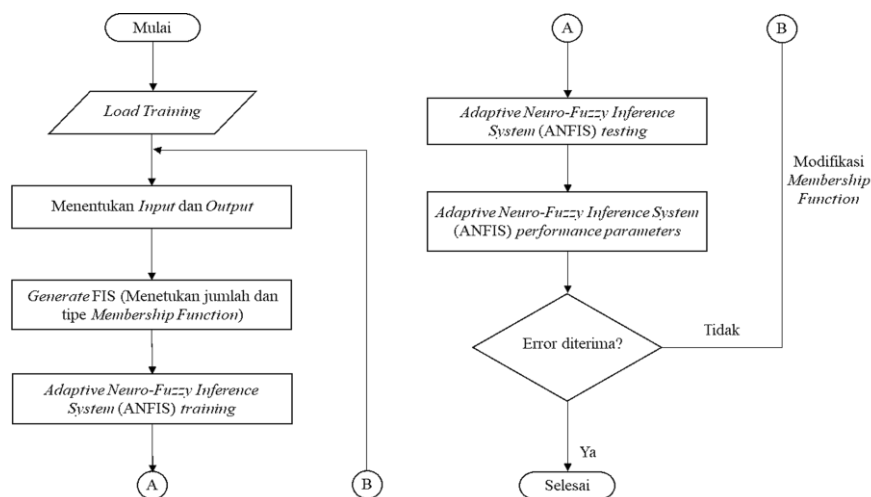 Mulai
Load Training
Menentukan Input dan Output
Generate FIS (Menetukan jumlah dan
tipe Membership Function)
Adaptive Neuro-Fuzzy Inference
System (ANFIS) training
A
B
A
B
Adaptive Neuro-Fuzzy Inference
System (ANFIS) testing
Modifikasi
Membership
Function
Adaptive Neuro-Fuzzy Inference System
(ANFIS) performance parameters
Error diterima?
Tidak
Ya
Selesai